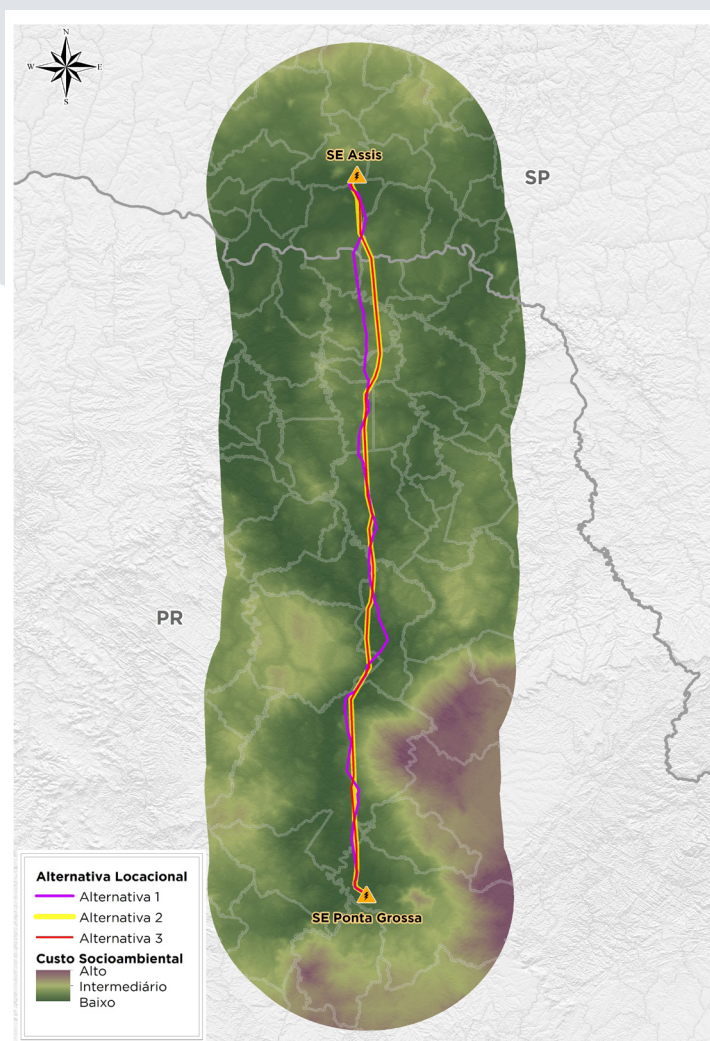 N
W E
S
SE Assis
SP
PR
SE Ponta Grossa
Alternativa Locacional
Alternativa 1
Alternativa 2
Alternativa 3
Custo Socioambiental
Alto
Intermediário
Baixo